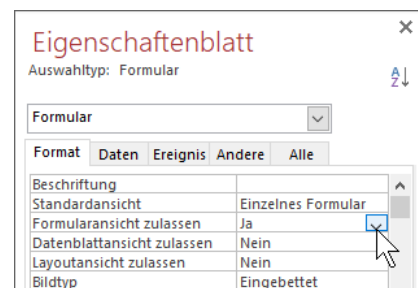 Eigenschaftenblatt
Auswahltyp: Formular
Formular
Format Daten Ereignis Andere Alle
Beschriftung
Standardansicht Einzelnes Formular
Formularansicht zulassen Ja
Datenblattansicht zulassen Nein
Layoutansicht zulassen Nein
Bildtyp Eingebettet